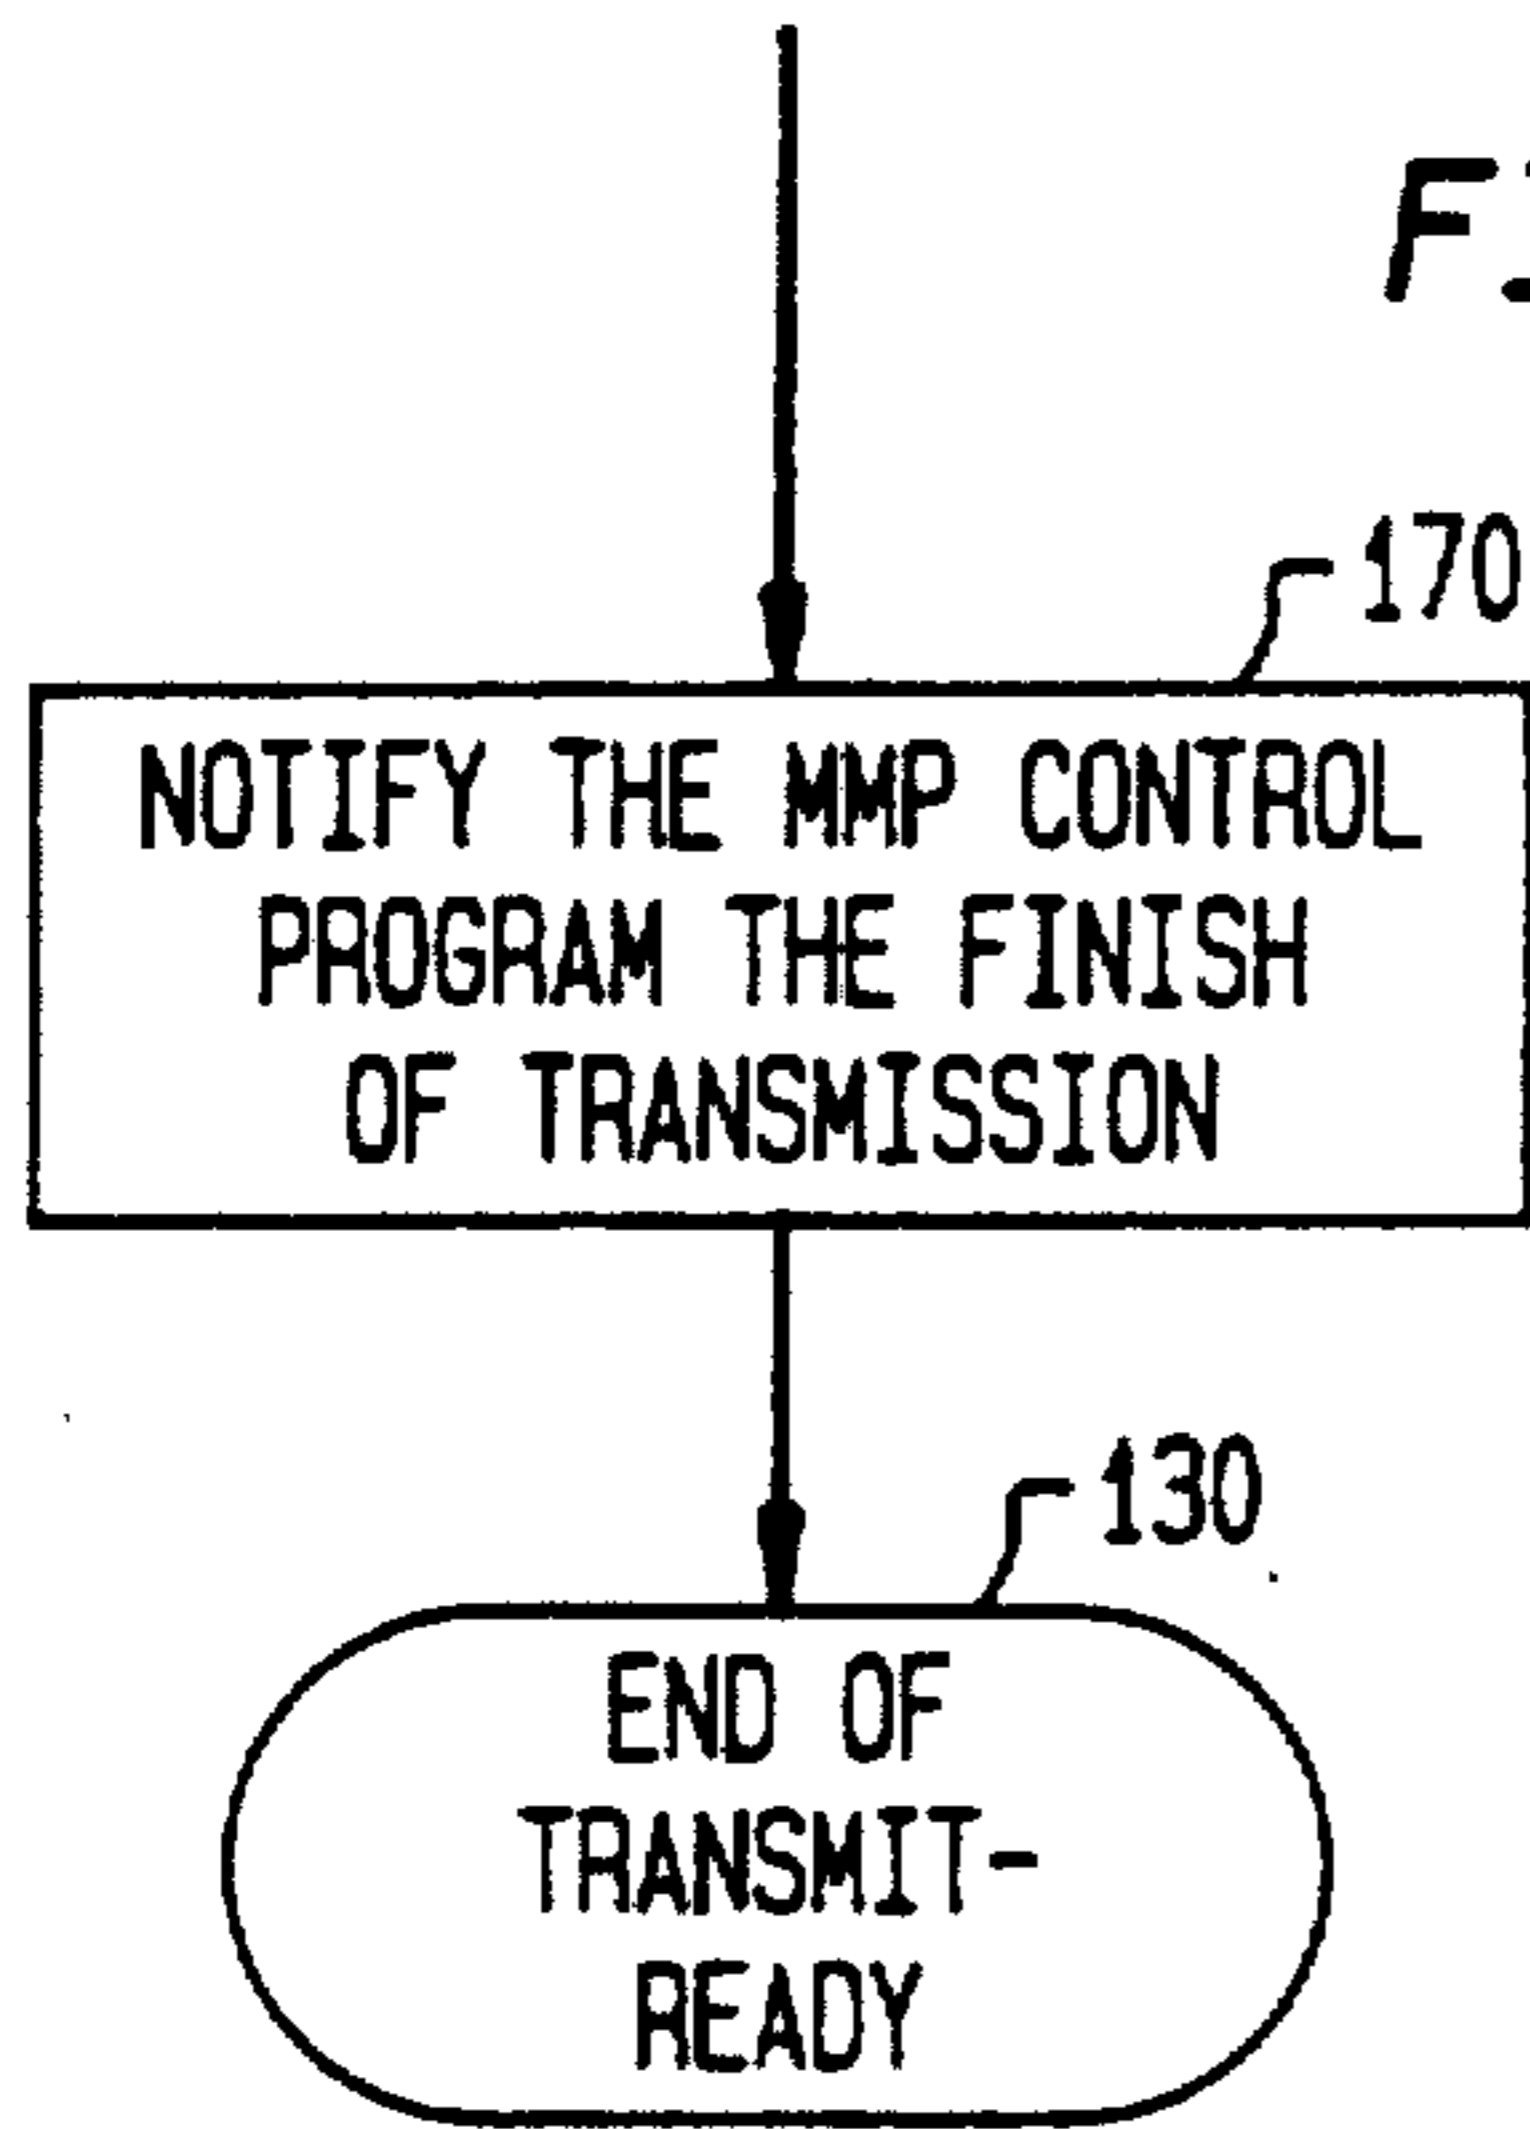 170
NOTIFY THE MMP CONTROL
PROGRAM THE FINISH
OF TRANSMISSION
130
END OF
TRANSMIT-
READY